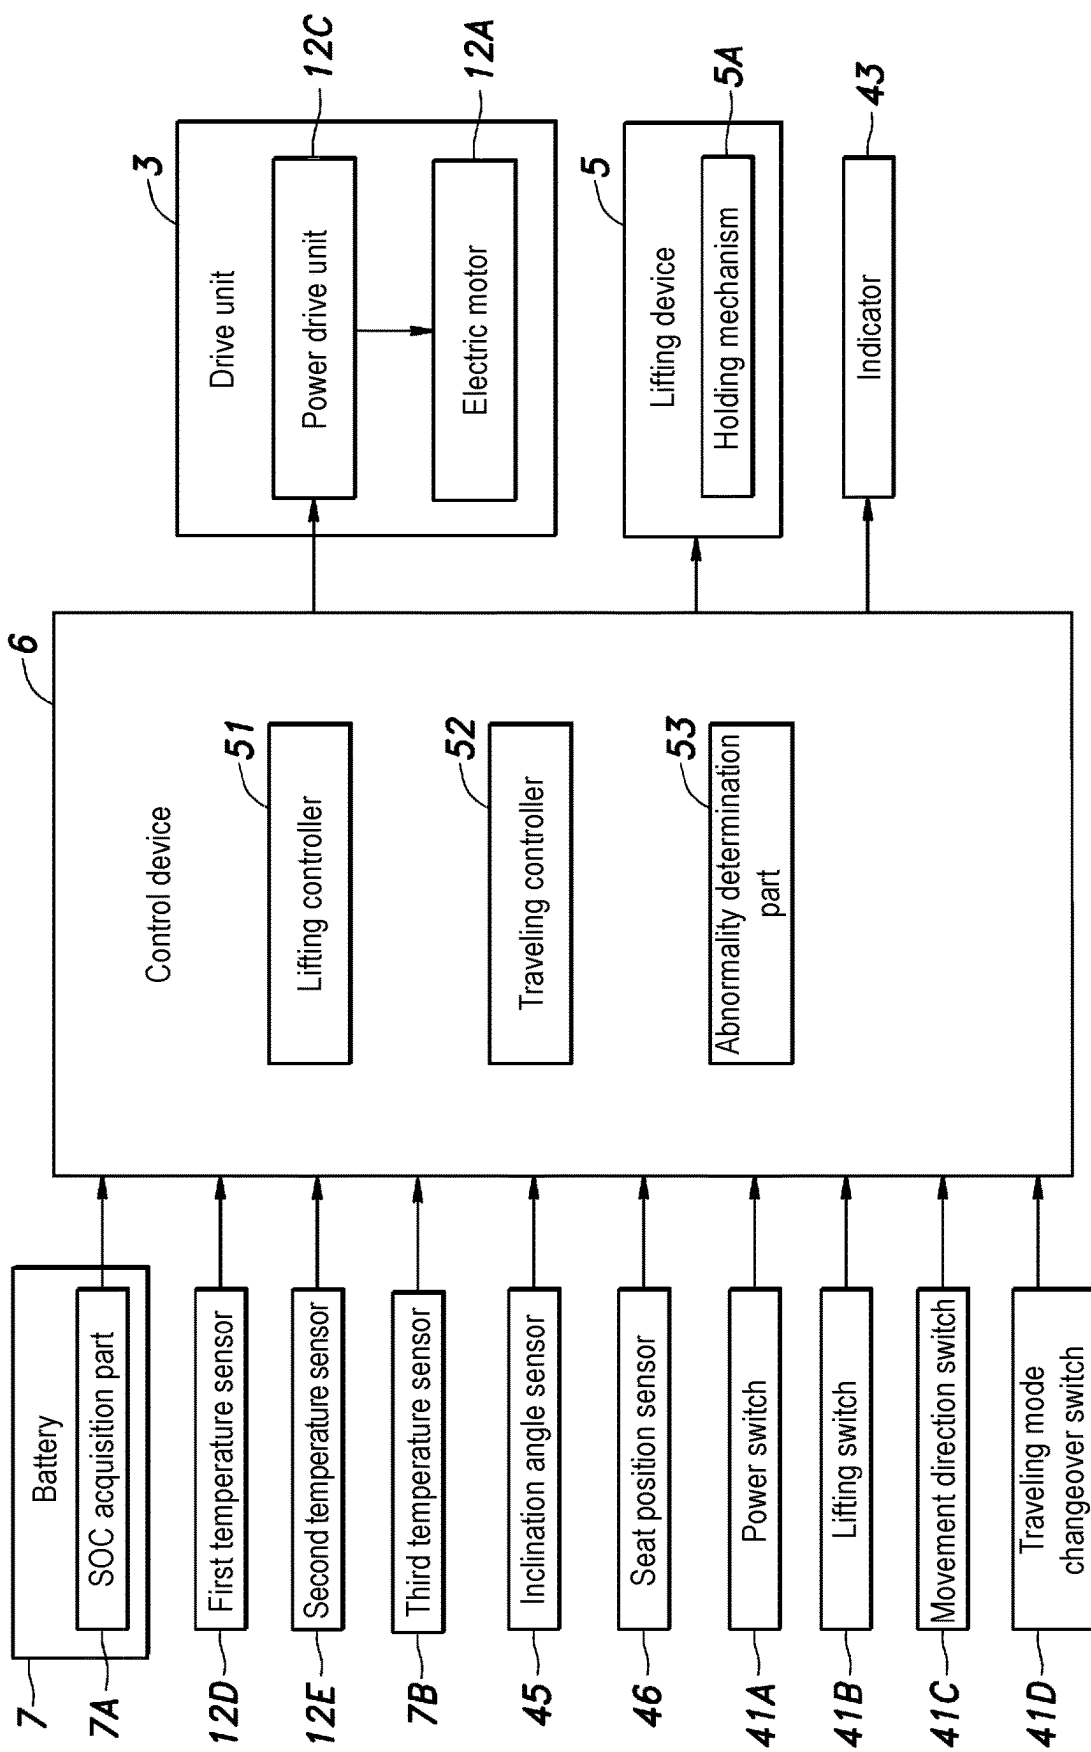 7
Battery
7A
SOC acquisition part
12D
First temperature sensor
12E
Second temperature sensor
7B
Third temperature sensor
45
Inclination angle sensor
46
Seat position sensor
41A
Power switch
41B
Lifting switch
41C
Movement direction switch
41D
Traveling mode
changeover switch
6
Control device
51
Lifting controller
52
Traveling controller
53
Abnormality determination
part
3
Drive unit
12C
Power drive unit
12A
Electric motor
5
Lifting device
5A
Holding mechanism
43
Indicator